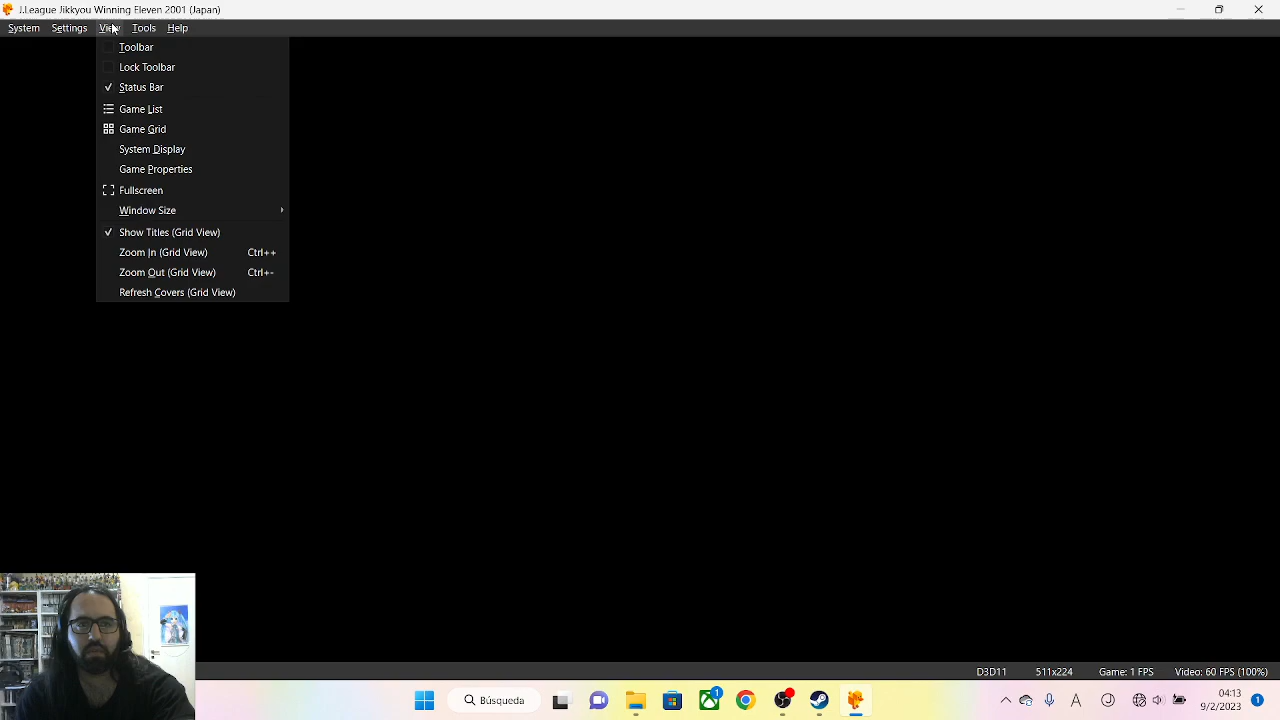 J.League Jikkyou Winning Eleven 2001 (Japan)
System Settings View Tools Help
Toolbar
Lock Toolbar
Status Bar
Game List
Game Grid
System Display
Game Properties
Fullscreen
Window Size
Show Titles (Grid View)
Zoom In (Grid View) Ctrl++
Zoom Out (Grid View) Ctrl+-
Refresh Covers (Grid View)
D3D11 511x224 Game: 1 FPS Video: 60 FPS (100%)
Búsqueda 1 A 04:13
9/2/2023 1